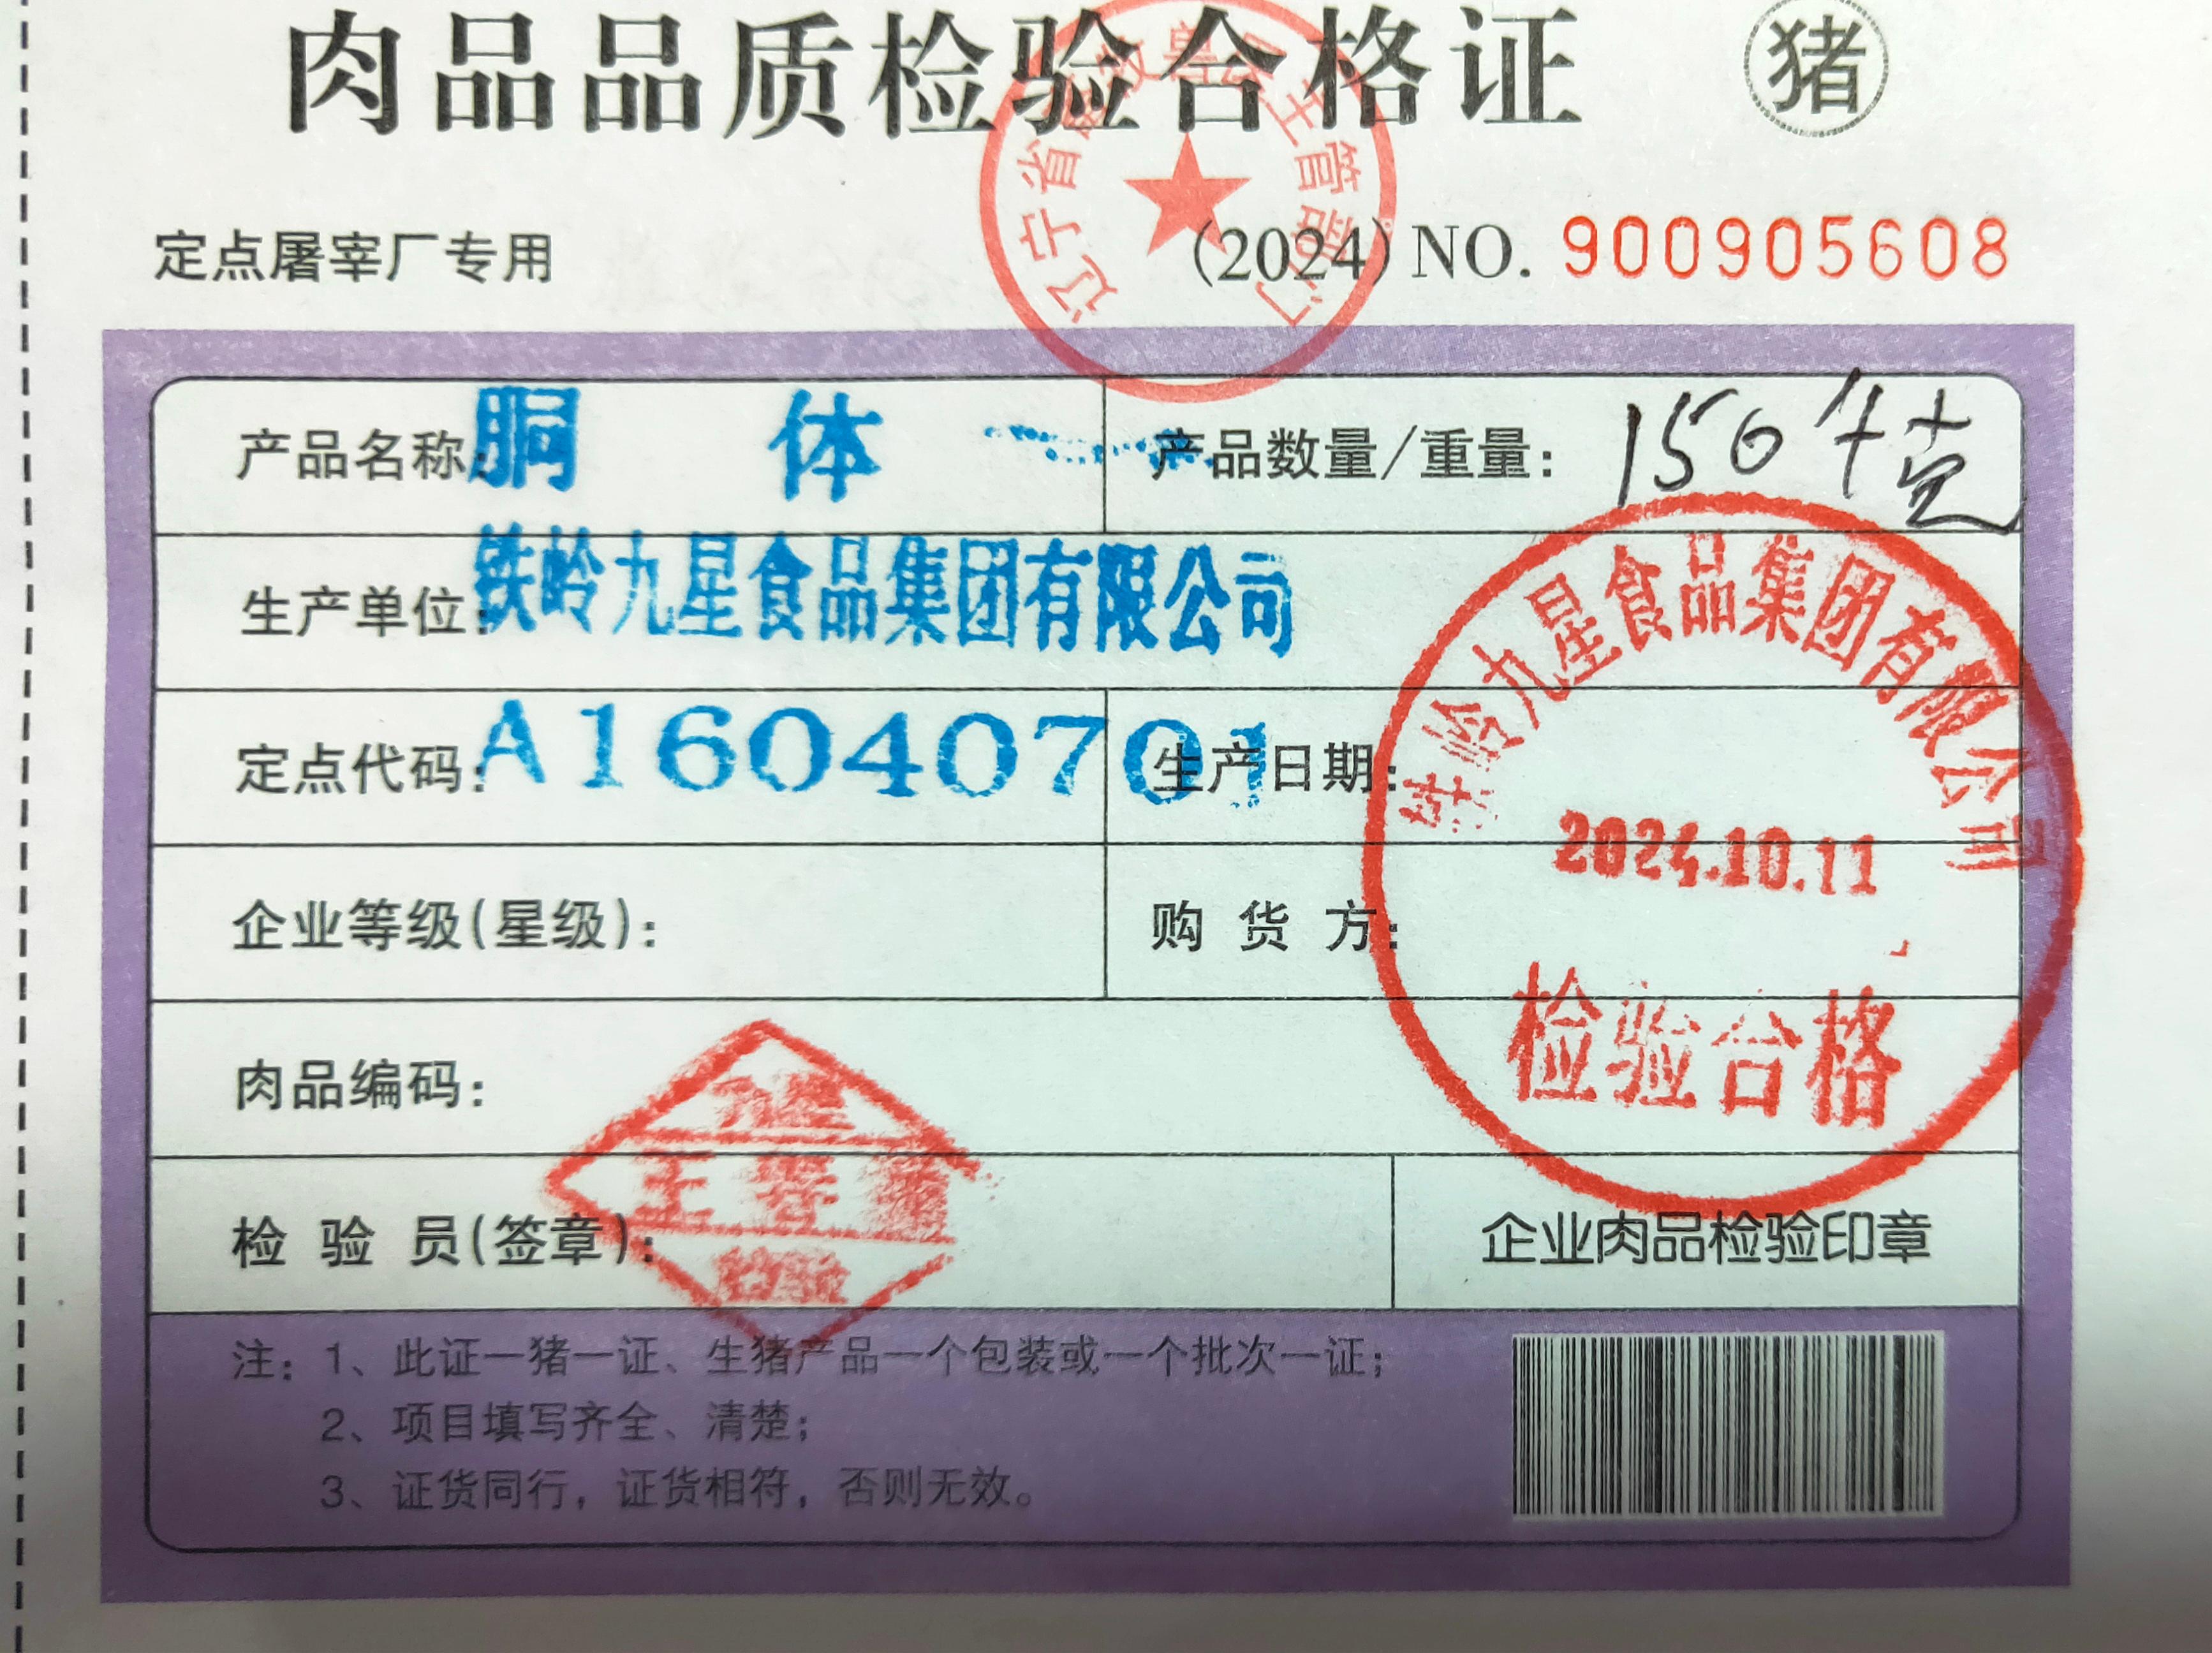 肉品品质检验合格证 猪
辽宁省畜牧兽医主管部门
定点屠宰厂专用 (2024) NO. 900905608
产品名称: 胴 体 产品数量/重量: 150千克
生产单位: 铁岭九星食品集团有限公司
定点代码: A16040701 生产日期:
铁岭九星食品集团有限公司
2024.10.11
检验合格
企业等级(星级): 购 货 方:
肉品编码:
九星
检 验 员(签章):
检验
企业肉品检验印章
注: 1、此证一猪一证、生猪产品一个包装或一个批次一证;
2、项目填写齐全、清楚;
3、证货同行，证货相符，否则无效。